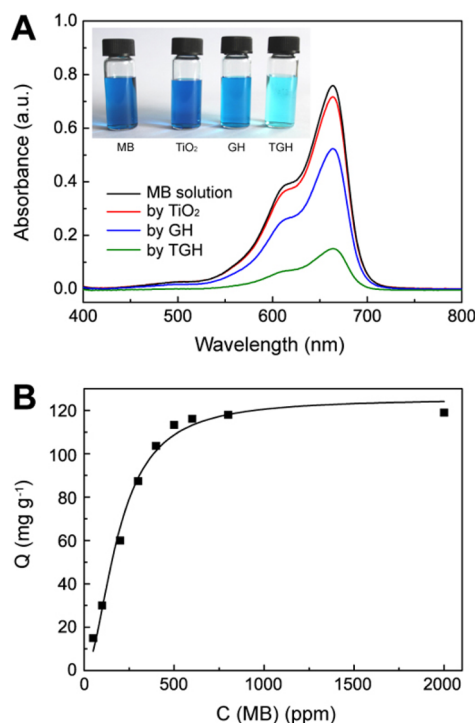 A
1.0
0.8
0.6
0.4
0.2
0.0
Absorbance (a.u.)
MB TiO₂ GH TGH
MB solution
by TiO₂
by GH
by TGH
400 500 600 700 800
Wavelength (nm)
B
120
100
80
60
40
20
0
Q (mg g⁻¹)
0 500 1000 1500 2000
C (MB) (ppm)